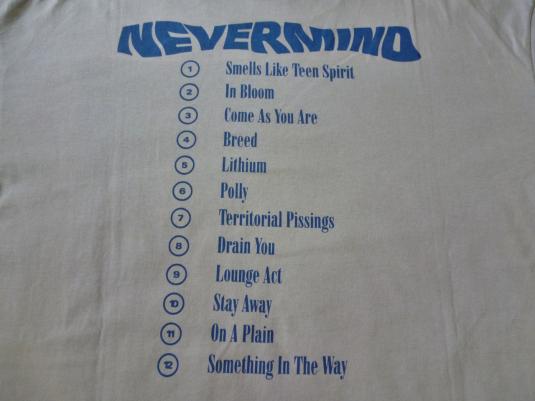 NEVERMIND
1 Smells Like Teen Spirit
2 In Bloom
3 Come As You Are
4 Breed
5 Lithium
6 Polly
7 Territorial Pissings
8 Drain You
9 Lounge Act
10 Stay Away
11 On A Plain
12 Something In The Way